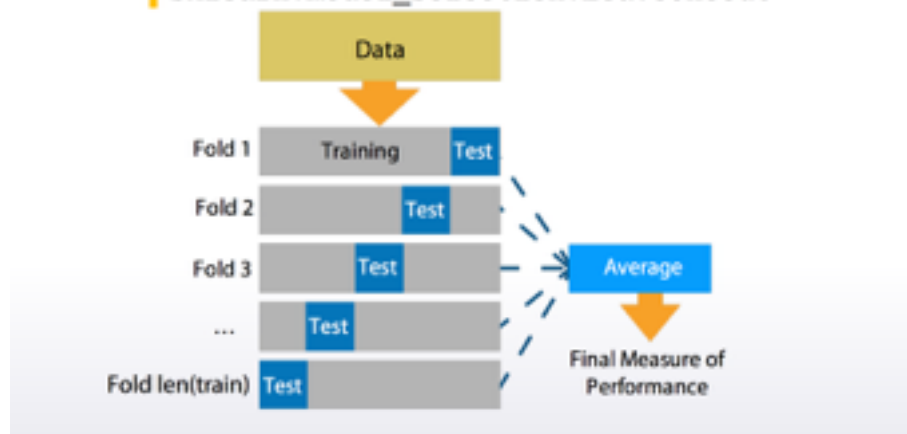 Data
Fold 1 Training Test
Fold 2 Test
Fold 3 Test
... Test
Fold len(train) Test
Average
Final Measure of
Performance